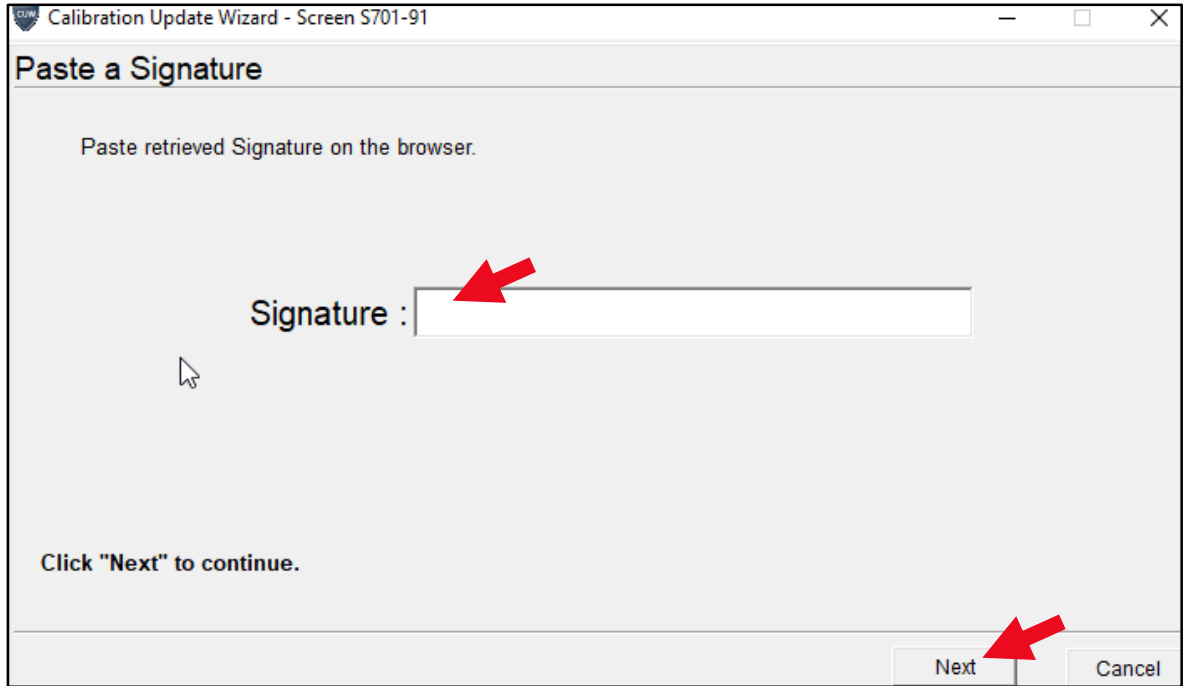 CUW Calibration Update Wizard - Screen S701-91
Paste a Signature
Paste retrieved Signature on the browser.
Signature :
Click "Next" to continue.
Next Cancel